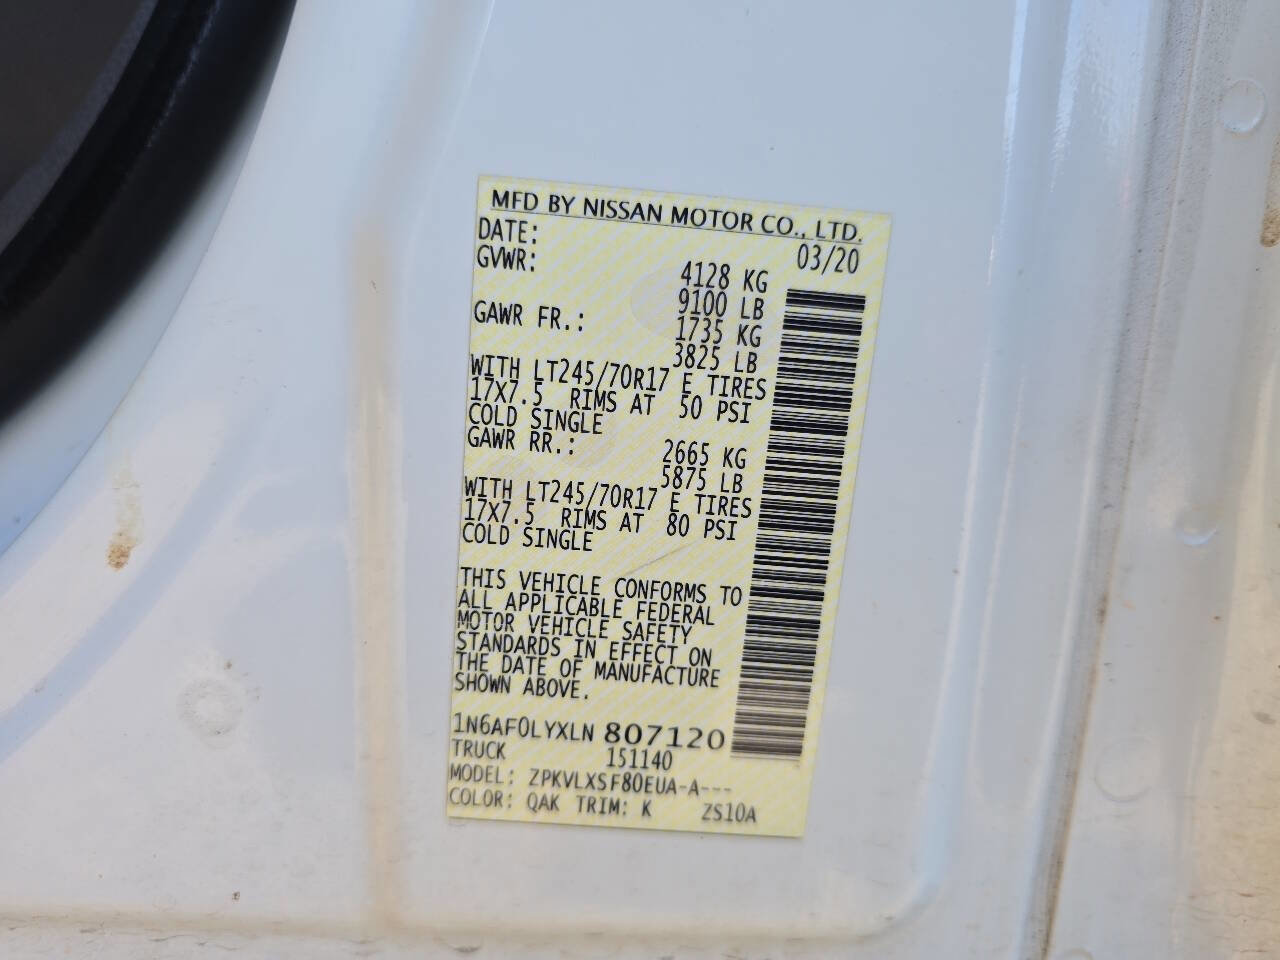 MFD BY NISSAN MOTOR CO., LTD.
DATE: 03/20
GVWR: 4128 KG
9100 LB
GAWR FR.: 1735 KG
3825 LB
WITH LT245/70R17 E TIRES
17X7.5 RIMS AT 50 PSI
COLD SINGLE
GAWR RR.: 2665 KG
5875 LB
WITH LT245/70R17 E TIRES
17X7.5 RIMS AT 80 PSI
COLD SINGLE
THIS VEHICLE CONFORMS TO
ALL APPLICABLE FEDERAL
MOTOR VEHICLE SAFETY
STANDARDS IN EFFECT ON
THE DATE OF MANUFACTURE
SHOWN ABOVE.
1N6AF0LYXLN 807120
TRUCK 151140
MODEL: ZPKVLXSF80EUA-A---
COLOR: QAK TRIM: K ZS10A